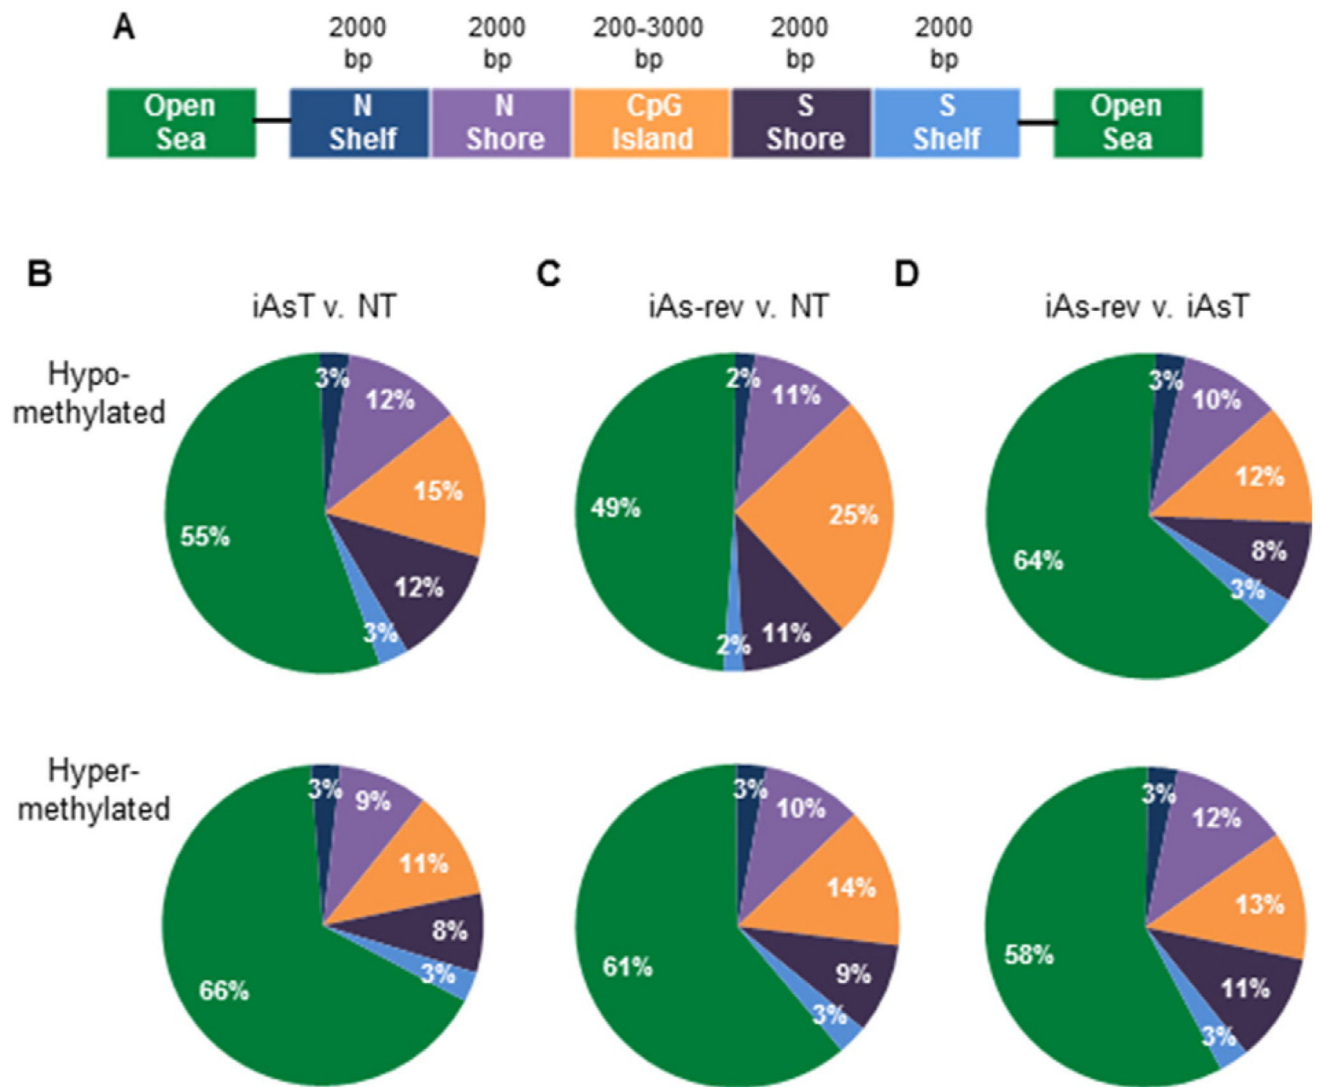 A
2000 bp
2000 bp
200-3000 bp
2000 bp
2000 bp
Open Sea
N Shelf
N Shore
CpG Island
S Shore
S Shelf
Open Sea
B
iAsT v. NT
C
iAs-rev v. NT
D
iAs-rev v. iAsT
Hypo-
methylated
3%
12%
15%
12%
3%
55%
2%
11%
25%
11%
2%
49%
3%
10%
12%
8%
3%
64%
Hyper-
methylated
3%
9%
11%
8%
3%
66%
3%
10%
14%
9%
3%
61%
3%
12%
13%
11%
3%
58%